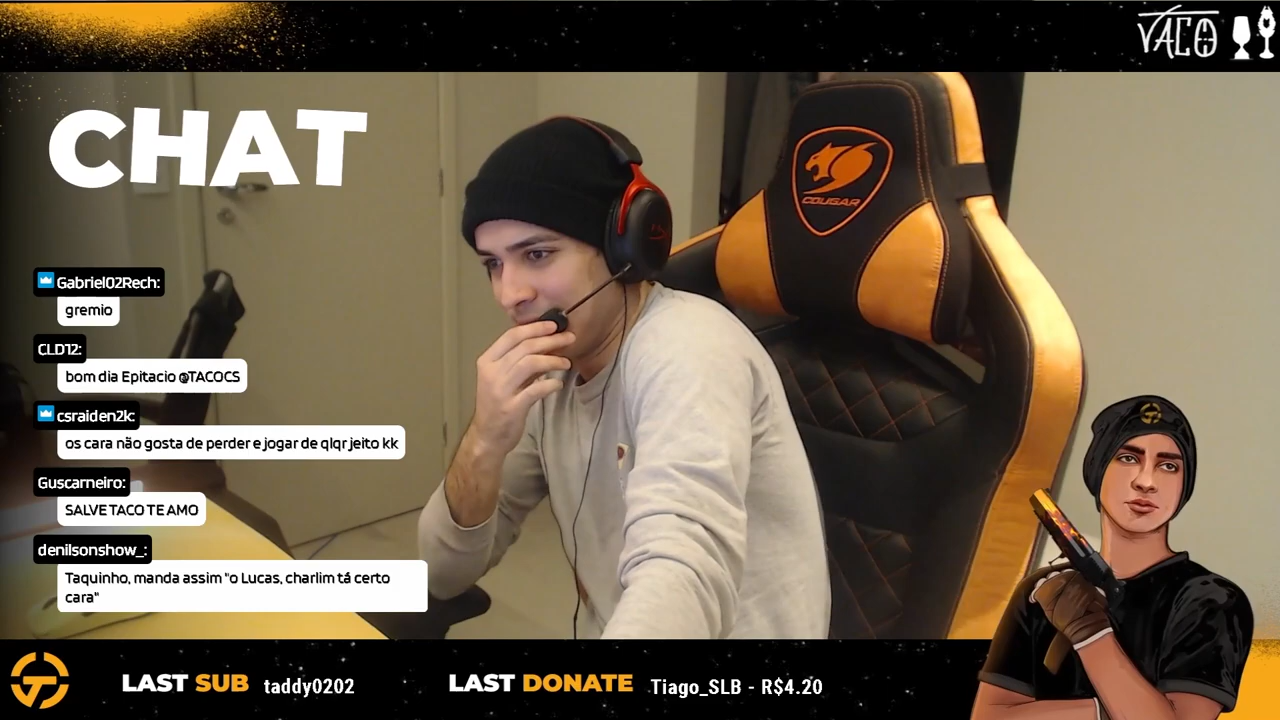 TACO
CHAT
COUGAR
Gabriel02Rech:
gremio
CLD12:
bom dia Epitacio @TACOCS
csraiden2k:
os cara não gosta de perder e jogar de qlqr jeito kk
Guscarneiro:
SALVE TACO TE AMO
denilsonshow_:
Taquinho, manda assim "o Lucas, charlim tá certo
cara"
LAST SUB taddy0202
LAST DONATE Tiago_SLB - R$4.20